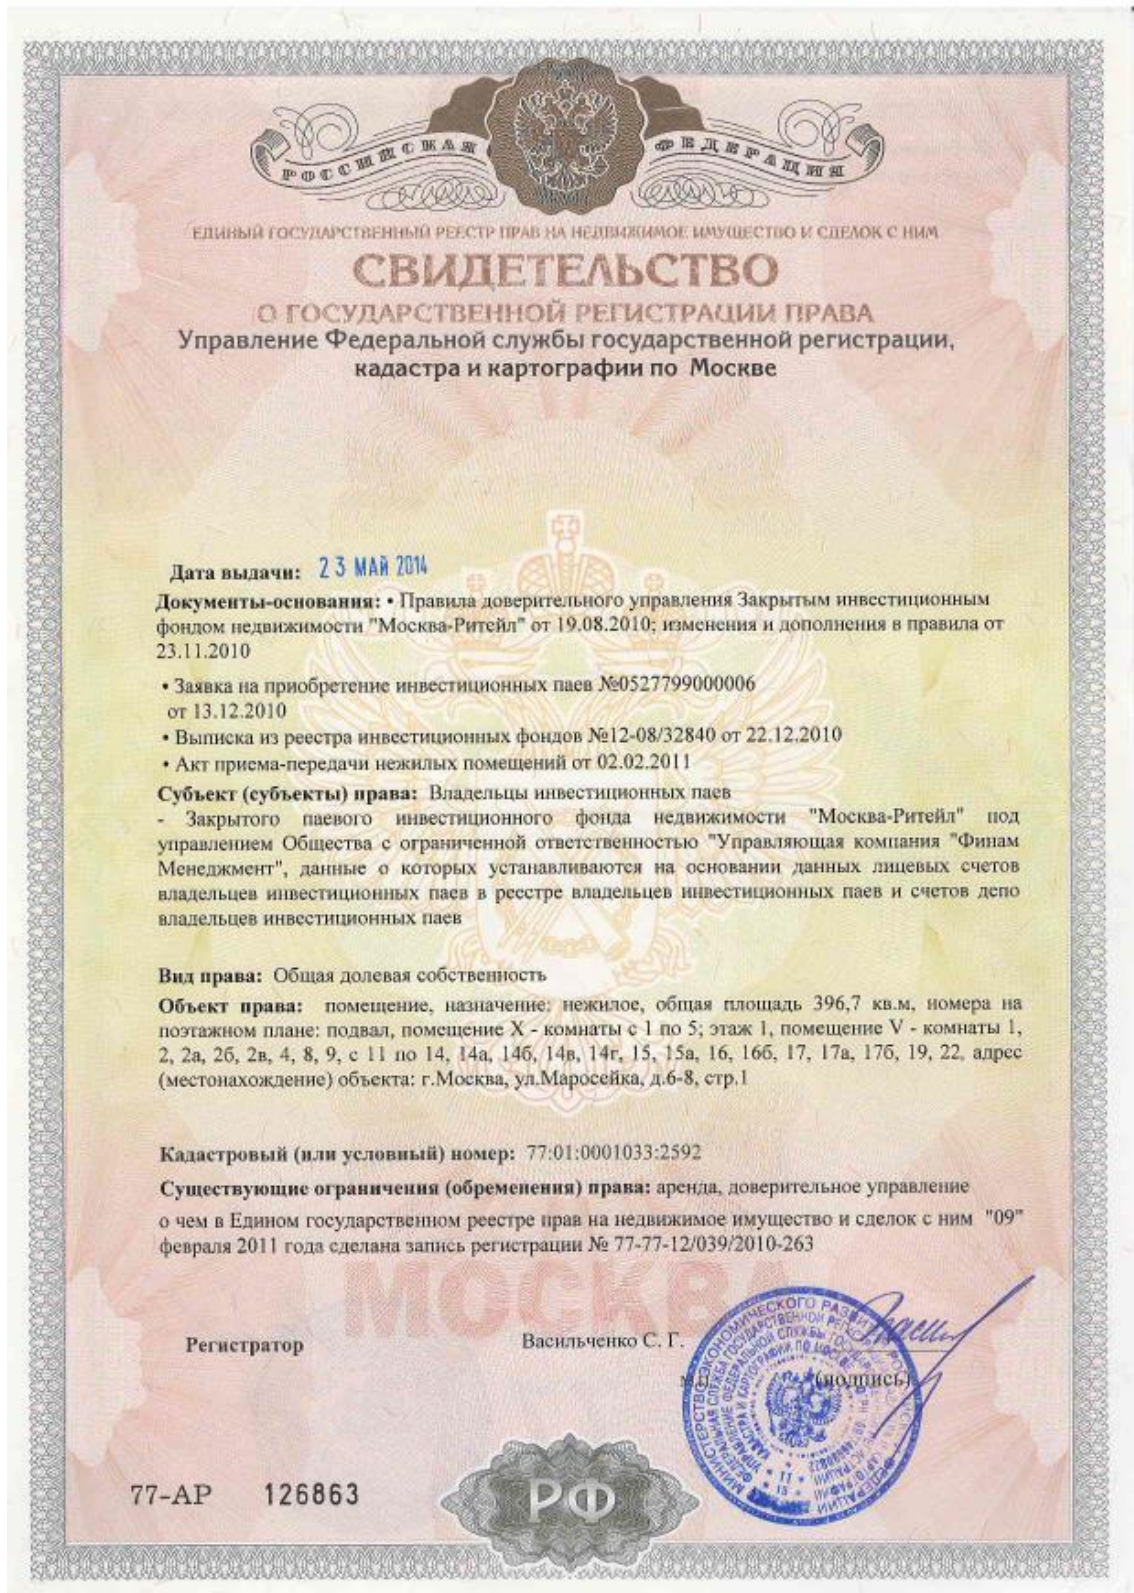 РОССИЙСКАЯ ФЕДЕРАЦИЯ
ЕДИНЫЙ ГОСУДАРСТВЕННЫЙ РЕЕСТР ПРАВ НА НЕДВИЖИМОЕ ИМУЩЕСТВО И СДЕЛОК С НИМ
СВИДЕТЕЛЬСТВО
О ГОСУДАРСТВЕННОЙ РЕГИСТРАЦИИ ПРАВА
Управление Федеральной службы государственной регистрации,
кадастра и картографии по Москве
Дата выдачи: 23 МАЙ 2014
Документы-основания: • Правила доверительного управления Закрытым инвестиционным
фондом недвижимости "Москва-Ритейл" от 19.08.2010; изменения и дополнения в правила от
23.11.2010
• Заявка на приобретение инвестиционных паев №0527799000006
от 13.12.2010
• Выписка из реестра инвестиционных фондов №12-08/32840 от 22.12.2010
• Акт приема-передачи нежилых помещений от 02.02.2011
Субъект (субъекты) права: Владельцы инвестиционных паев
- Закрытого паевого инвестиционного фонда недвижимости "Москва-Ритейл" под
управлением Общества с ограниченной ответственностью "Управляющая компания "Финам
Менеджмент", данные о которых устанавливаются на основании данных лицевых счетов
владельцев инвестиционных паев в реестре владельцев инвестиционных паев и счетов депо
владельцев инвестиционных паев
Вид права: Общая долевая собственность
Объект права: помещение, назначение: нежилое, общая площадь 396,7 кв.м, номера на
поэтажном плане: подвал, помещение X - комнаты с 1 по 5; этаж 1, помещение V - комнаты 1,
2, 2а, 2б, 2в, 4, 8, 9, с 11 по 14, 14а, 14б, 14в, 14г, 15, 15а, 16, 16б, 17, 17а, 17б, 19, 22, адрес
(местонахождение) объекта: г.Москва, ул.Маросейка, д.6-8, стр.1
Кадастровый (или условный) номер: 77:01:0001033:2592
Существующие ограничения (обременения) права: аренда, доверительное управление
о чем в Едином государственном реестре прав на недвижимое имущество и сделок с ним "09"
февраля 2011 года сделана запись регистрации № 77-77-12/039/2010-263
МОСКВА
Регистратор Васильченко С. Г.
(подпись)
77-АР 126863
РФ